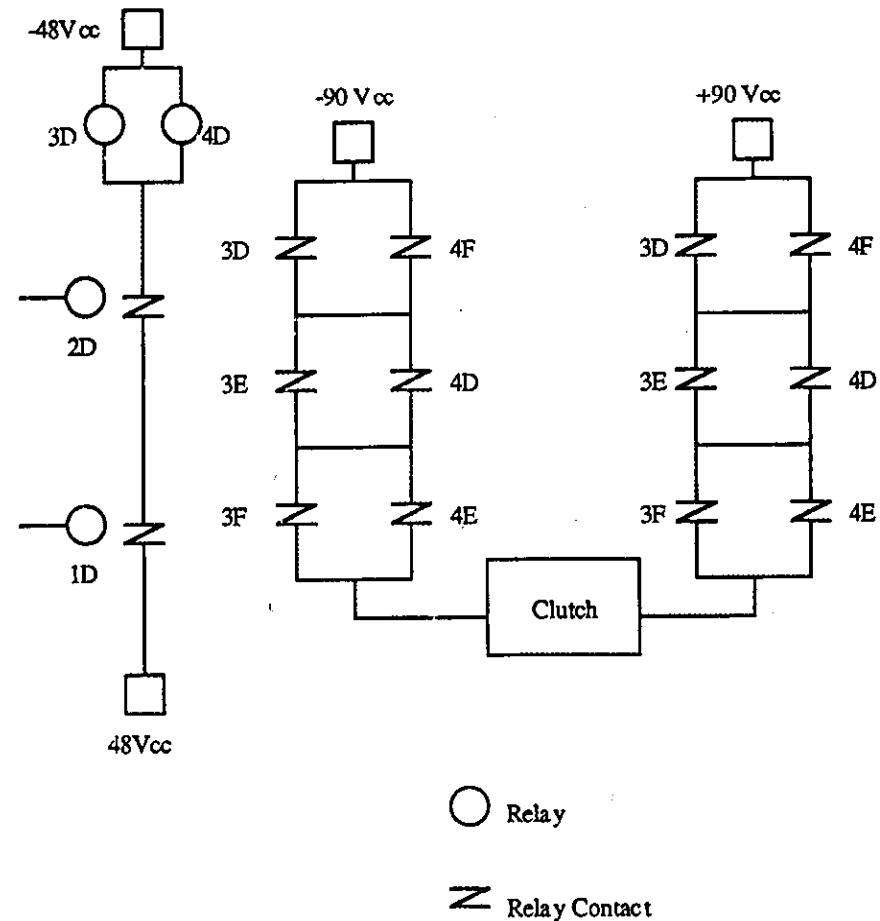 -48Vcc
3D
4D
2D
1D
48Vcc
-90 Vcc
3D
4F
3E
4D
3F
4E
+90 Vcc
3D
4F
3E
4D
3F
4E
Clutch
Relay
Relay Contact